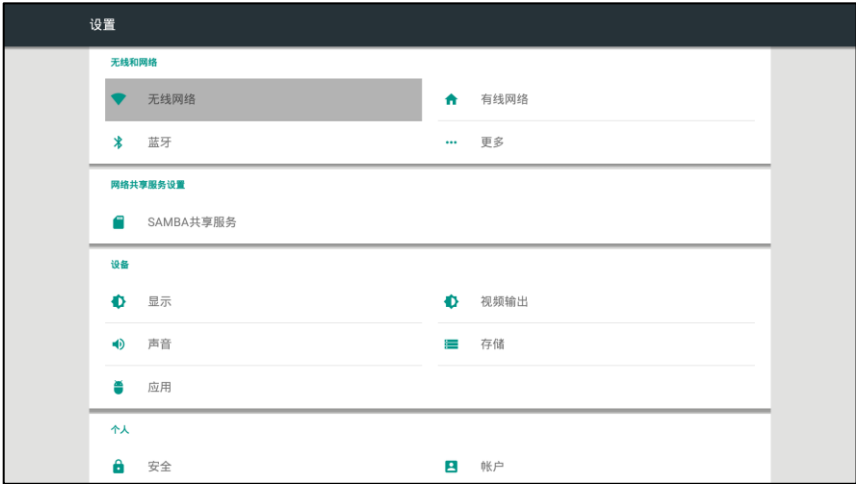 设置
无线和网络
无线网络 有线网络
蓝牙 更多
网络共享服务设置
SAMBA共享服务
设备
显示 视频输出
声音 存储
应用
个人
安全 帐户